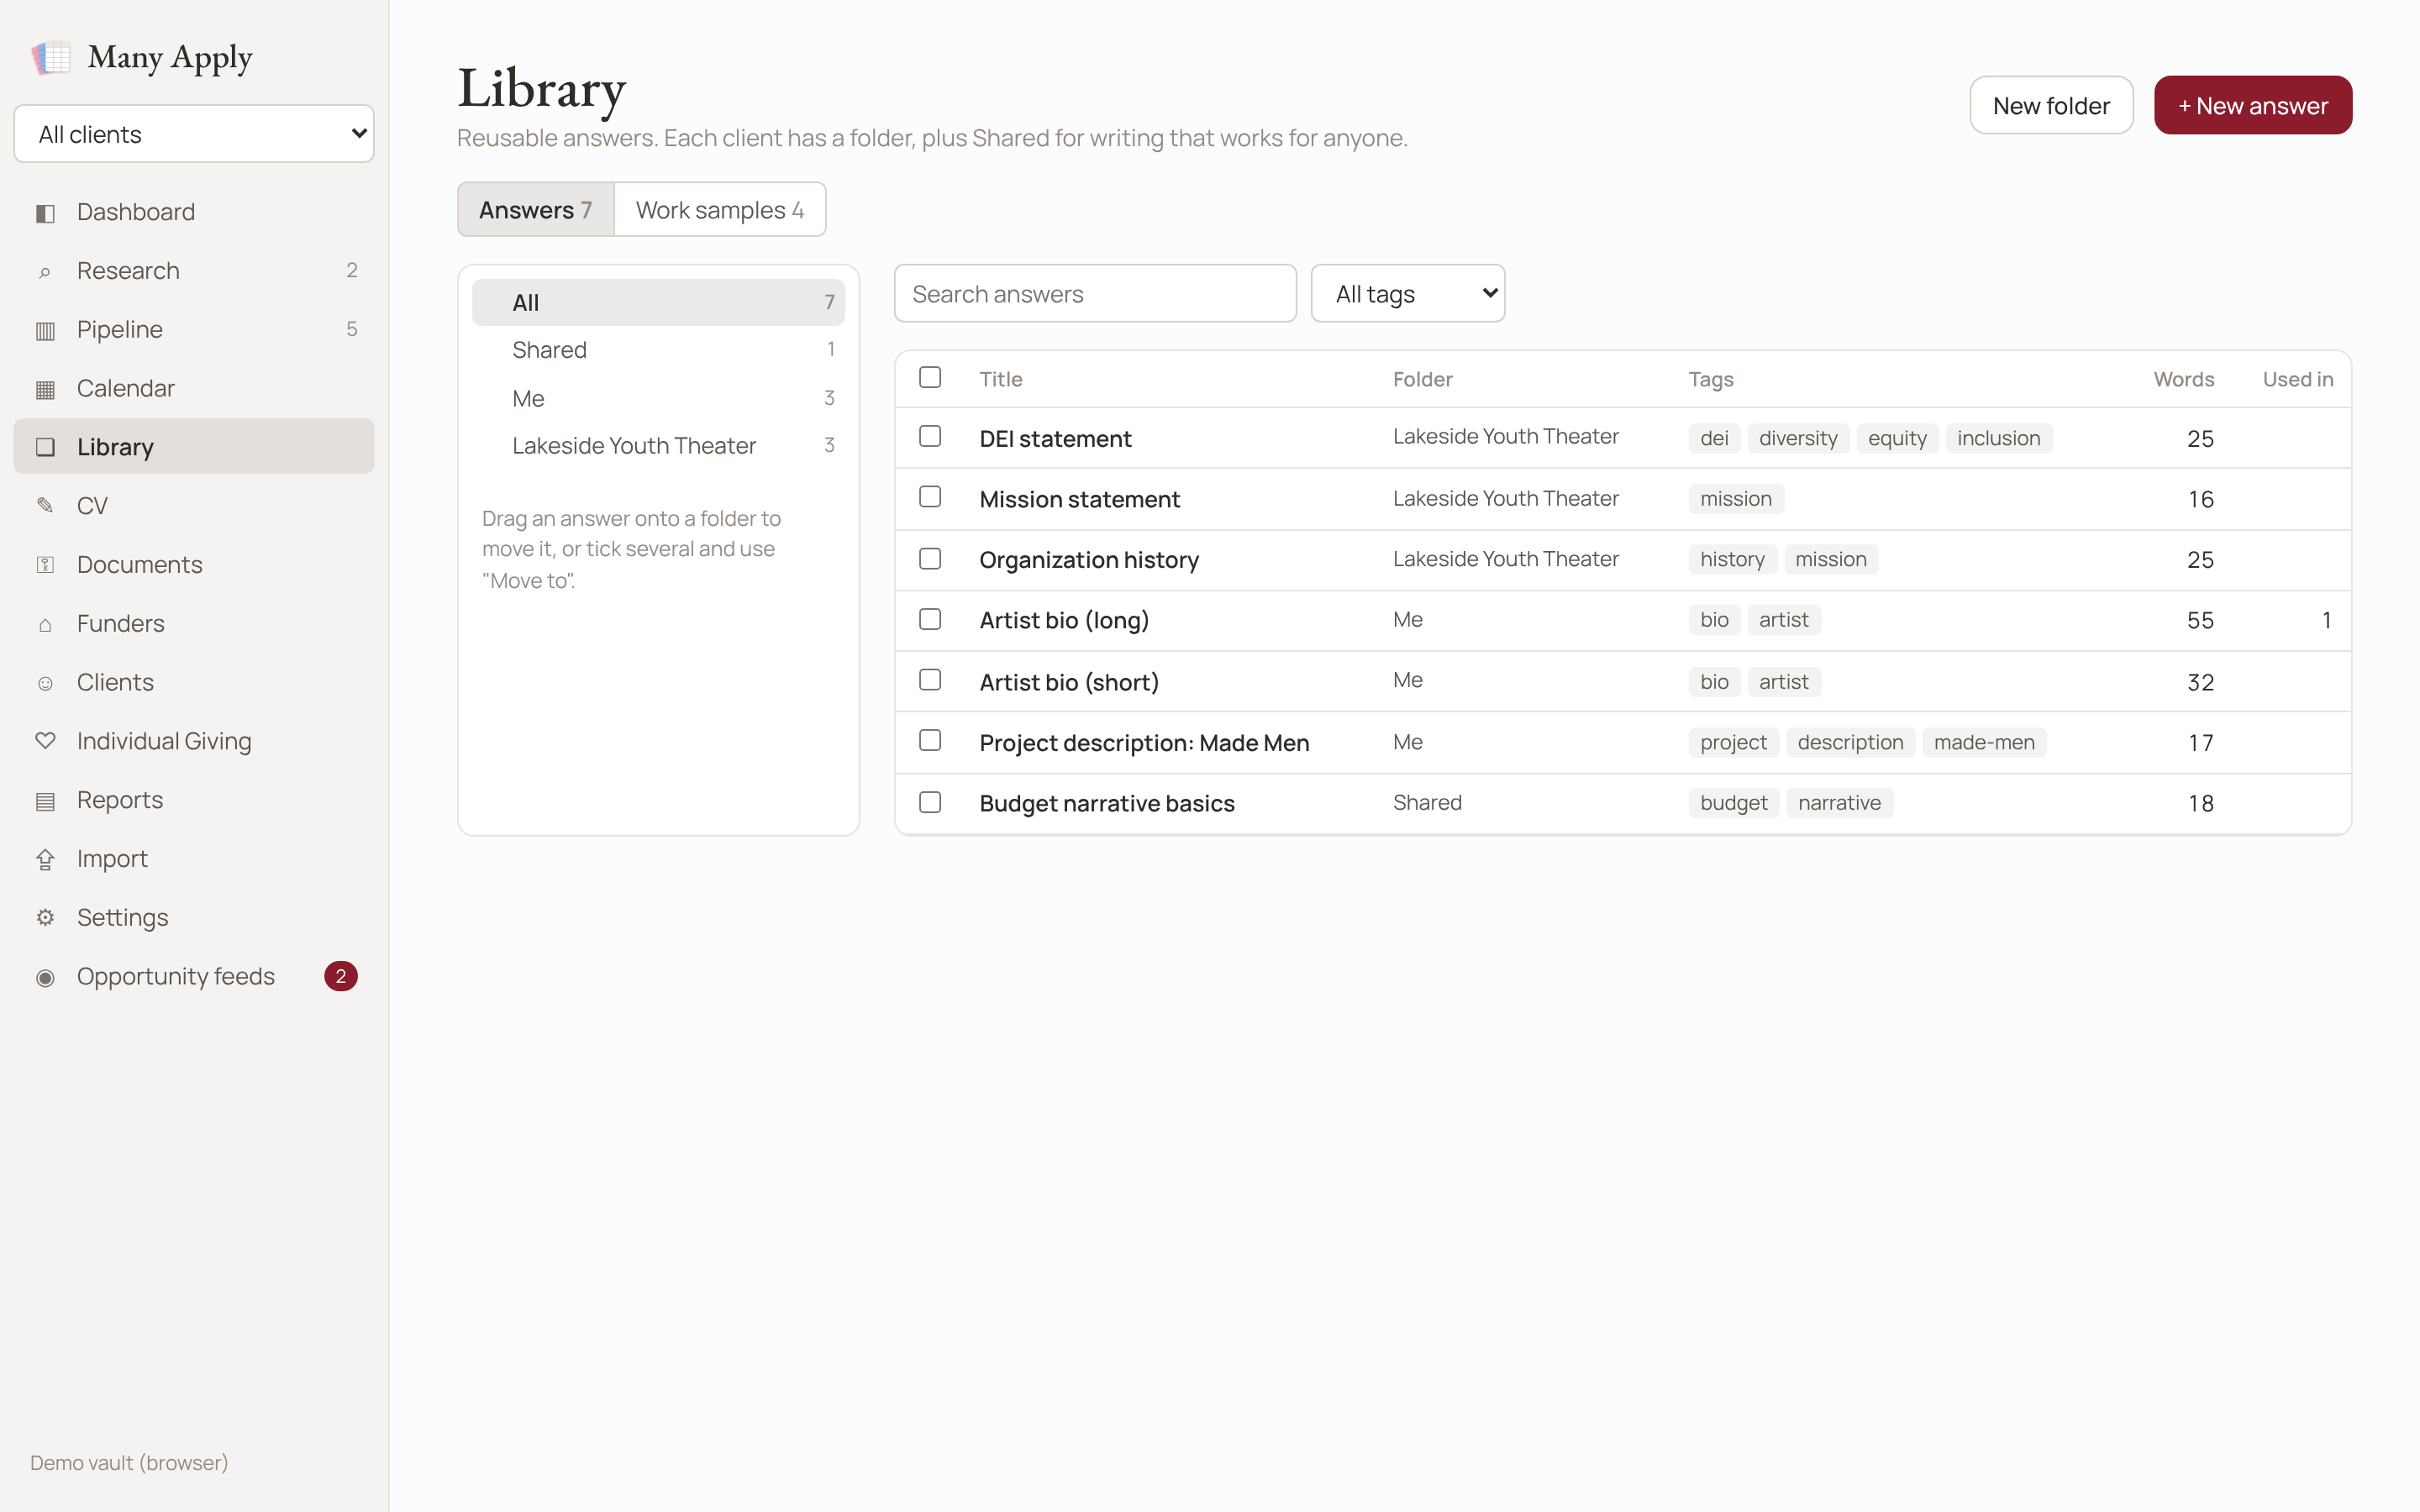 Many Apply
All clients
Dashboard
Research 2
Pipeline 5
Calendar
Library
CV
Documents
Funders
Clients
Individual Giving
Reports
Import
Settings
Opportunity feeds 2
Demo vault (browser)
Library
Reusable answers. Each client has a folder, plus Shared for writing that works for anyone.
New folder
+ New answer
Answers 7
Work samples 4
All 7
Shared 1
Me 3
Lakeside Youth Theater 3
Drag an answer onto a folder to
move it, or tick several and use
"Move to".
Search answers
All tags
Title Folder Tags Words Used in
DEI statement Lakeside Youth Theater dei diversity equity inclusion 25
Mission statement Lakeside Youth Theater mission 16
Organization history Lakeside Youth Theater history mission 25
Artist bio (long) Me bio artist 55 1
Artist bio (short) Me bio artist 32
Project description: Made Men Me project description made-men 17
Budget narrative basics Shared budget narrative 18